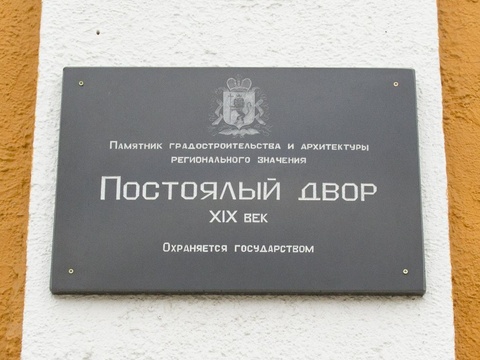 Памятник градостроительства и архитектуры
регионального значения
Постоялый двор
XIX век
Охраняется государством